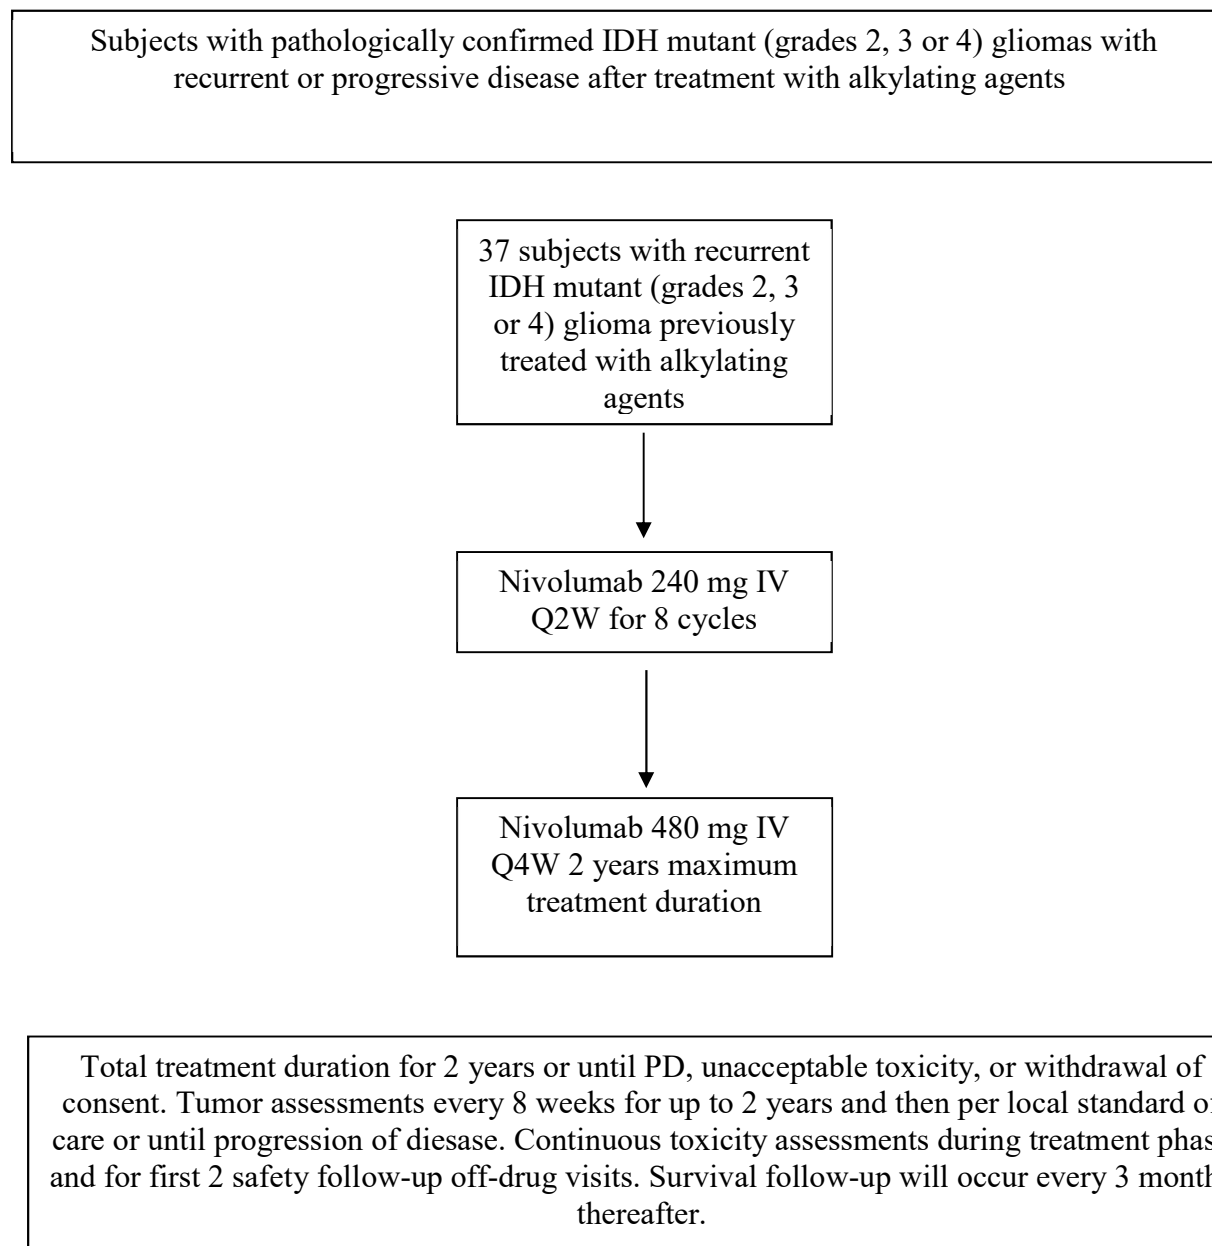 Subjects with pathologically confirmed IDH mutant (grades 2, 3 or 4) gliomas with
recurrent or progressive disease after treatment with alkylating agents
37 subjects with recurrent
IDH mutant (grades 2, 3
or 4) glioma previously
treated with alkylating
agents
Nivolumab 240 mg IV
Q2W for 8 cycles
Nivolumab 480 mg IV
Q4W 2 years maximum
treatment duration
Total treatment duration for 2 years or until PD, unacceptable toxicity, or withdrawal of
consent. Tumor assessments every 8 weeks for up to 2 years and then per local standard of
care or until progression of diesase. Continuous toxicity assessments during treatment phas
and for first 2 safety follow-up off-drug visits. Survival follow-up will occur every 3 month
thereafter.